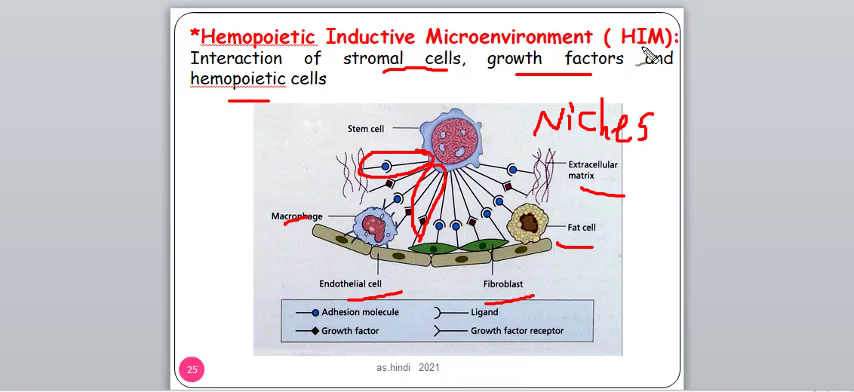 *Hemopoietic Inductive Microenvironment ( HIM):
Interaction of stromal cells, growth factors and
hemopoietic cells
Niches
Stem cell
Extracellular
matrix
Macrophage
Fat cell
Endothelial cell
Fibroblast
Adhesion molecule
Ligand
Growth factor
Growth factor receptor
25
as.hindi 2021